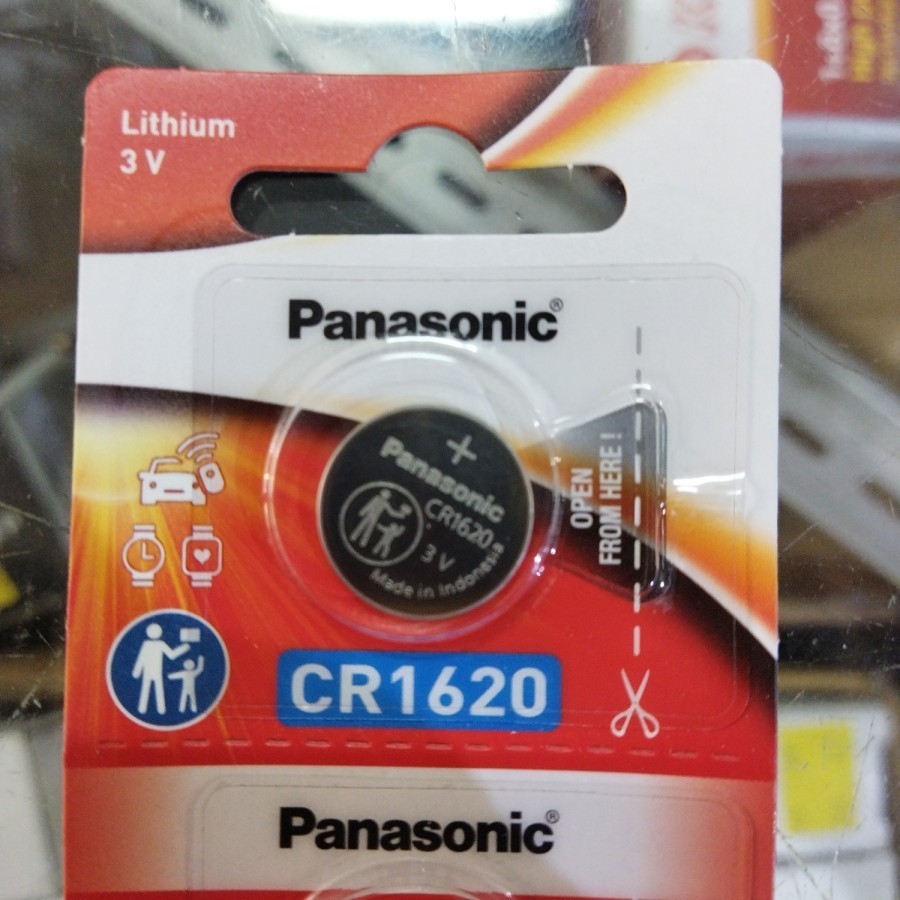 Lithium
3 V
Panasonic®
+
Panasonic
CR1620
3 V
Made in Indonesia
OPEN
FROM HERE !
CR1620
Panasonic®